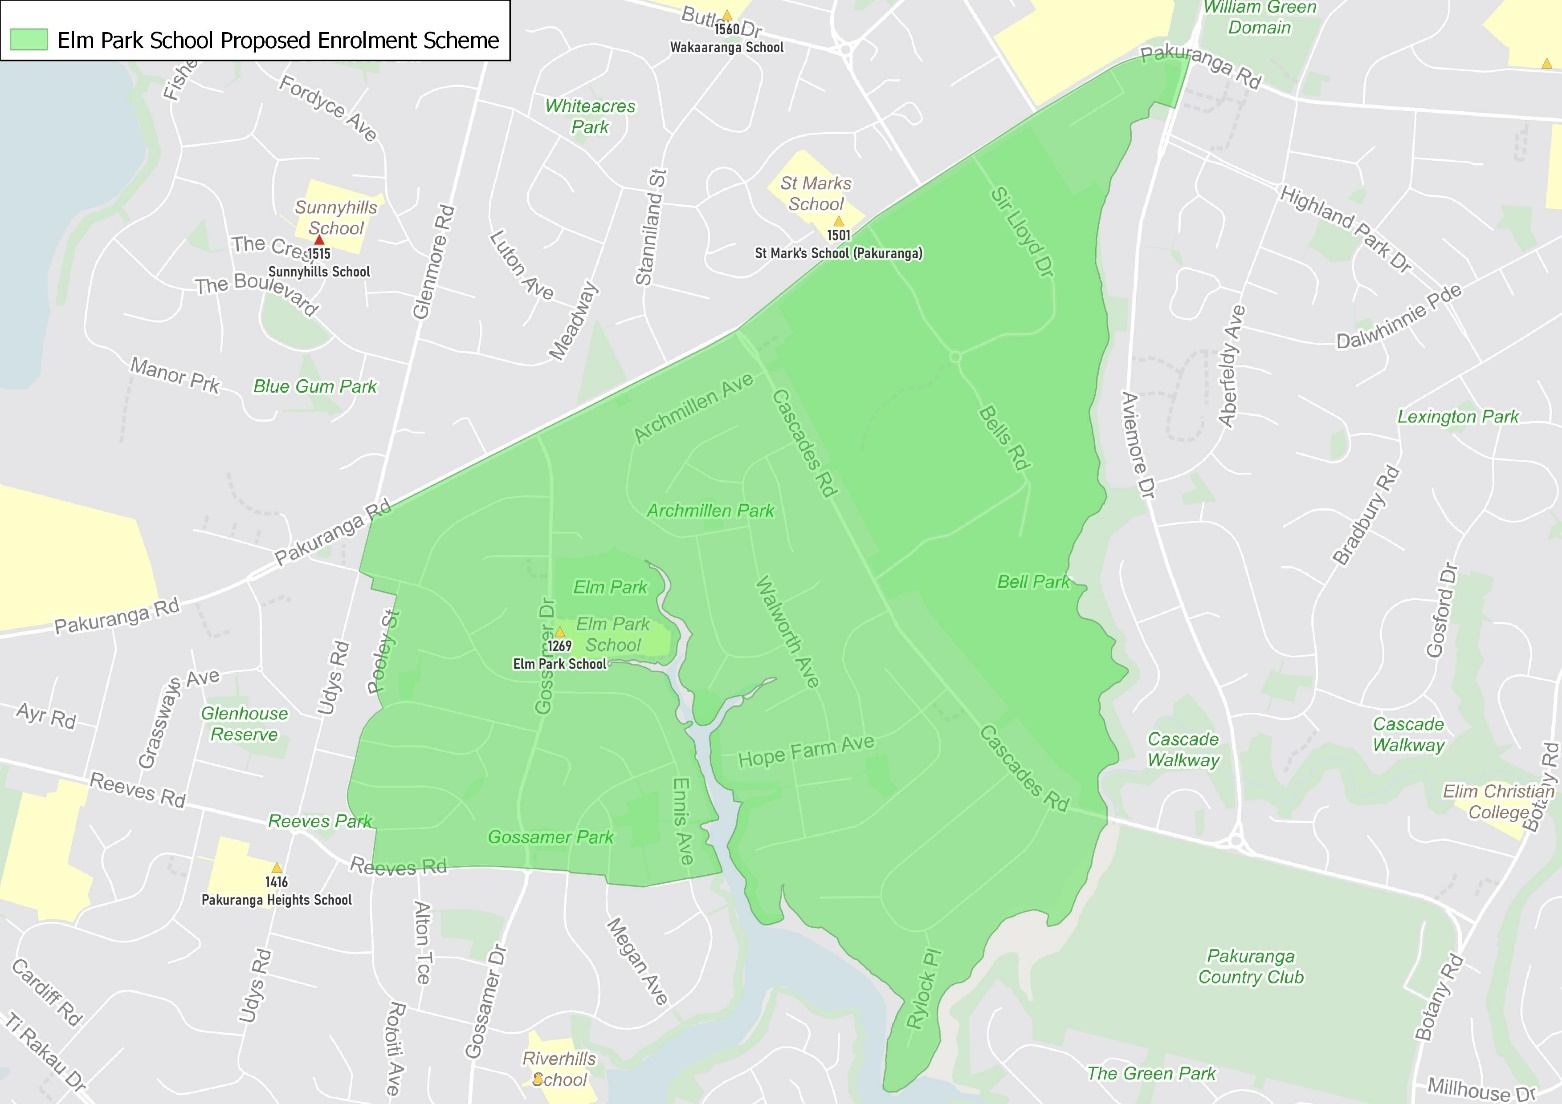 Elm Park School Proposed Enrolment Scheme
Butl Dr
1560
Wakaaranga School
William Green
Domain
Pakuranga Rd
Fordyce Ave
Whiteacres
Park
St Marks
School
1501
St Mark's School (Pakuranga)
Sunnyhills
School
1515
Sunnyhills School
The Cres
The Boulevard
Glenmore Rd
Luton Ave
Stanniland St
Meadway
Sir Lloyd Dr
Highland Park Dr
Dalwhinnie Pde
Aberfeldy Ave
Manor Prk
Blue Gum Park
Archmillen Ave
Cascades Rd
Bells Rd
Aviemore Dr
Lexington Park
Bradbury Rd
Archmillen Park
Pakuranga Rd
Elm Park
Elm Park
School
1269
Elm Park School
Gossamer Dr
Walworth Ave
Bell Park
Gosford Dr
Pakuranga Rd
Pooley St
Udys Rd
Grassways Ave
Ayr Rd
Glenhouse
Reserve
Hope Farm Ave
Cascades Rd
Cascade
Walkway
Cascade
Walkway
Elim Christian
College
Botany Rd
Reeves Rd
Reeves Park
Gossamer Park
Ennis Ave
Reeves Rd
1416
Pakuranga Heights School
Alton Tce
Megan Ave
Gossamer Dr
Udys Rd
Cardiff Rd
Ti Rakau Dr
Rotoiti Ave
Riverhills
School
Rylock Pl
Pakuranga
Country Club
Botany Rd
The Green Park
Millhouse Dr